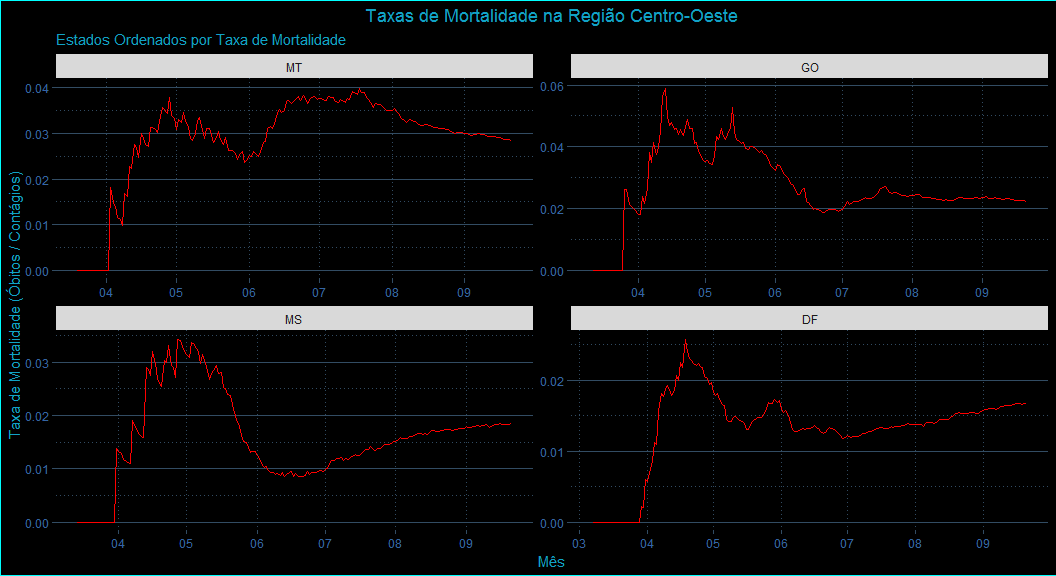 Taxas de Mortalidade na Região Centro-Oeste
Estados Ordenados por Taxa de Mortalidade
Taxa de Mortalidade (Óbitos / Contágios)
MT
0.04
0.03
0.02
0.01
0.00
04 05 06 07 08 09
GO
0.06
0.04
0.02
0.00
04 05 06 07 08 09
MS
0.03
0.02
0.01
0.00
04 05 06 07 08 09
DF
0.02
0.01
0.00
03 04 05 06 07 08 09
Mês